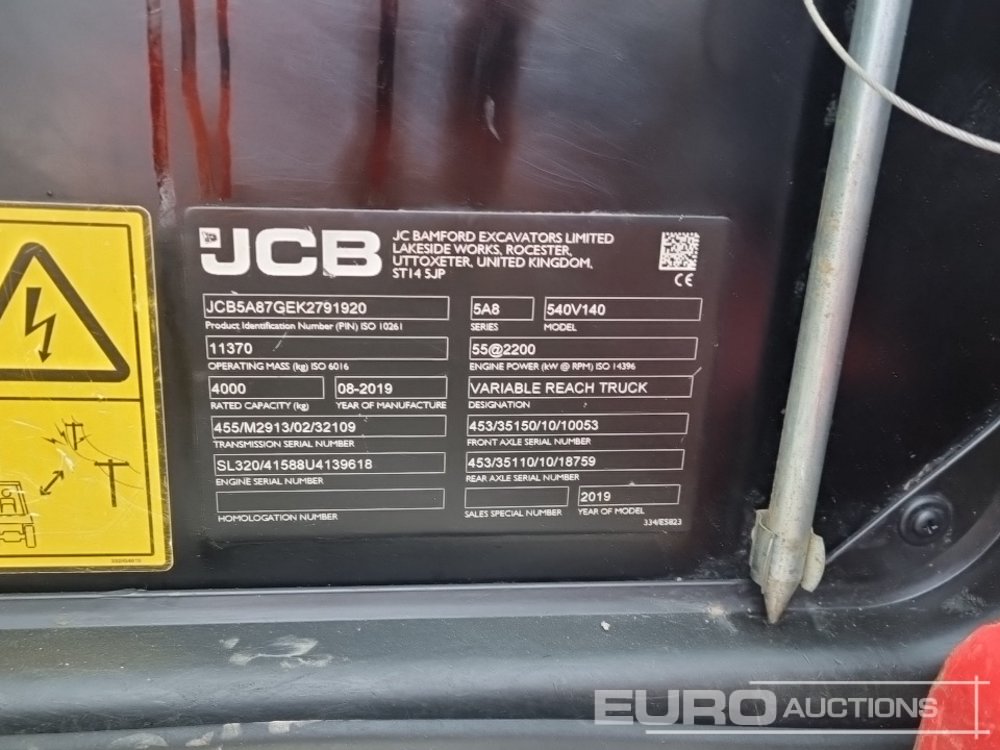 JCB
JC BAMFORD EXCAVATORS LIMITED
LAKESIDE WORKS, ROCESTER,
UTTOXETER, UNITED KINGDOM,
ST14 5JP
CE
JCB5A87GEK2791920
Product Identification Number (PIN) ISO 10261
5A8
SERIES
540V140
MODEL
11370
OPERATING MASS (kg) ISO 6016
55@2200
ENGINE POWER (kW @ RPM) ISO 14396
4000
RATED CAPACITY (kg)
08-2019
YEAR OF MANUFACTURE
VARIABLE REACH TRUCK
DESIGNATION
455/M2913/02/32109
TRANSMISSION SERIAL NUMBER
453/35150/10/10053
FRONT AXLE SERIAL NUMBER
SL320/41588U4139618
ENGINE SERIAL NUMBER
453/35110/10/18759
REAR AXLE SERIAL NUMBER
HOMOLOGATION NUMBER
SALES SPECIAL NUMBER
2019
YEAR OF MODEL
334/E5823
EURO AUCTIONS